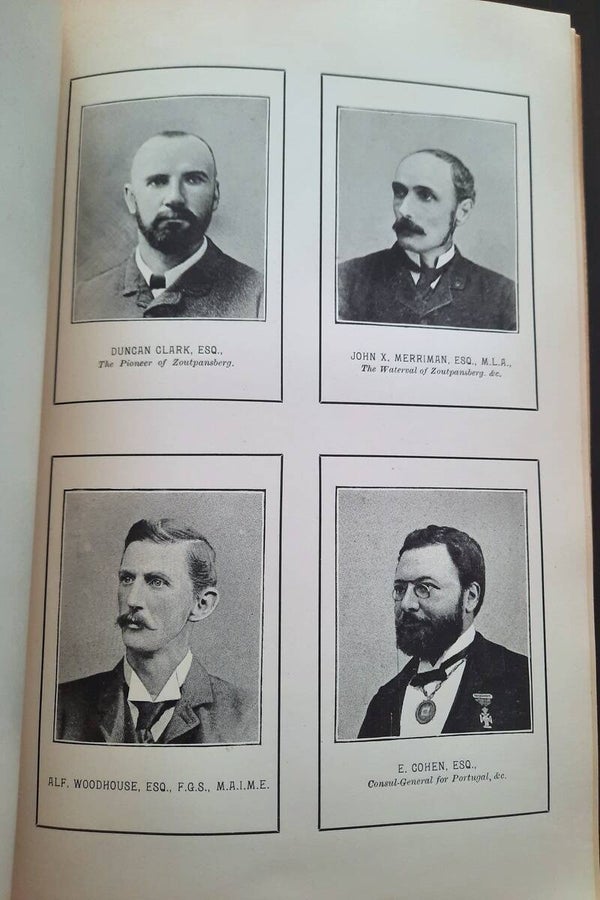 DUNCAN CLARK, ESQ.,
The Pioneer of Zoutpansberg.
JOHN X. MERRIMAN, ESQ., M.L.A.,
The Waterval of Zoutpansberg. &c.
ALF. WOODHOUSE, ESQ., F.G.S., M.A.I.M.E.
E. COHEN, ESQ.,
Consul-General for Portugal, &c.